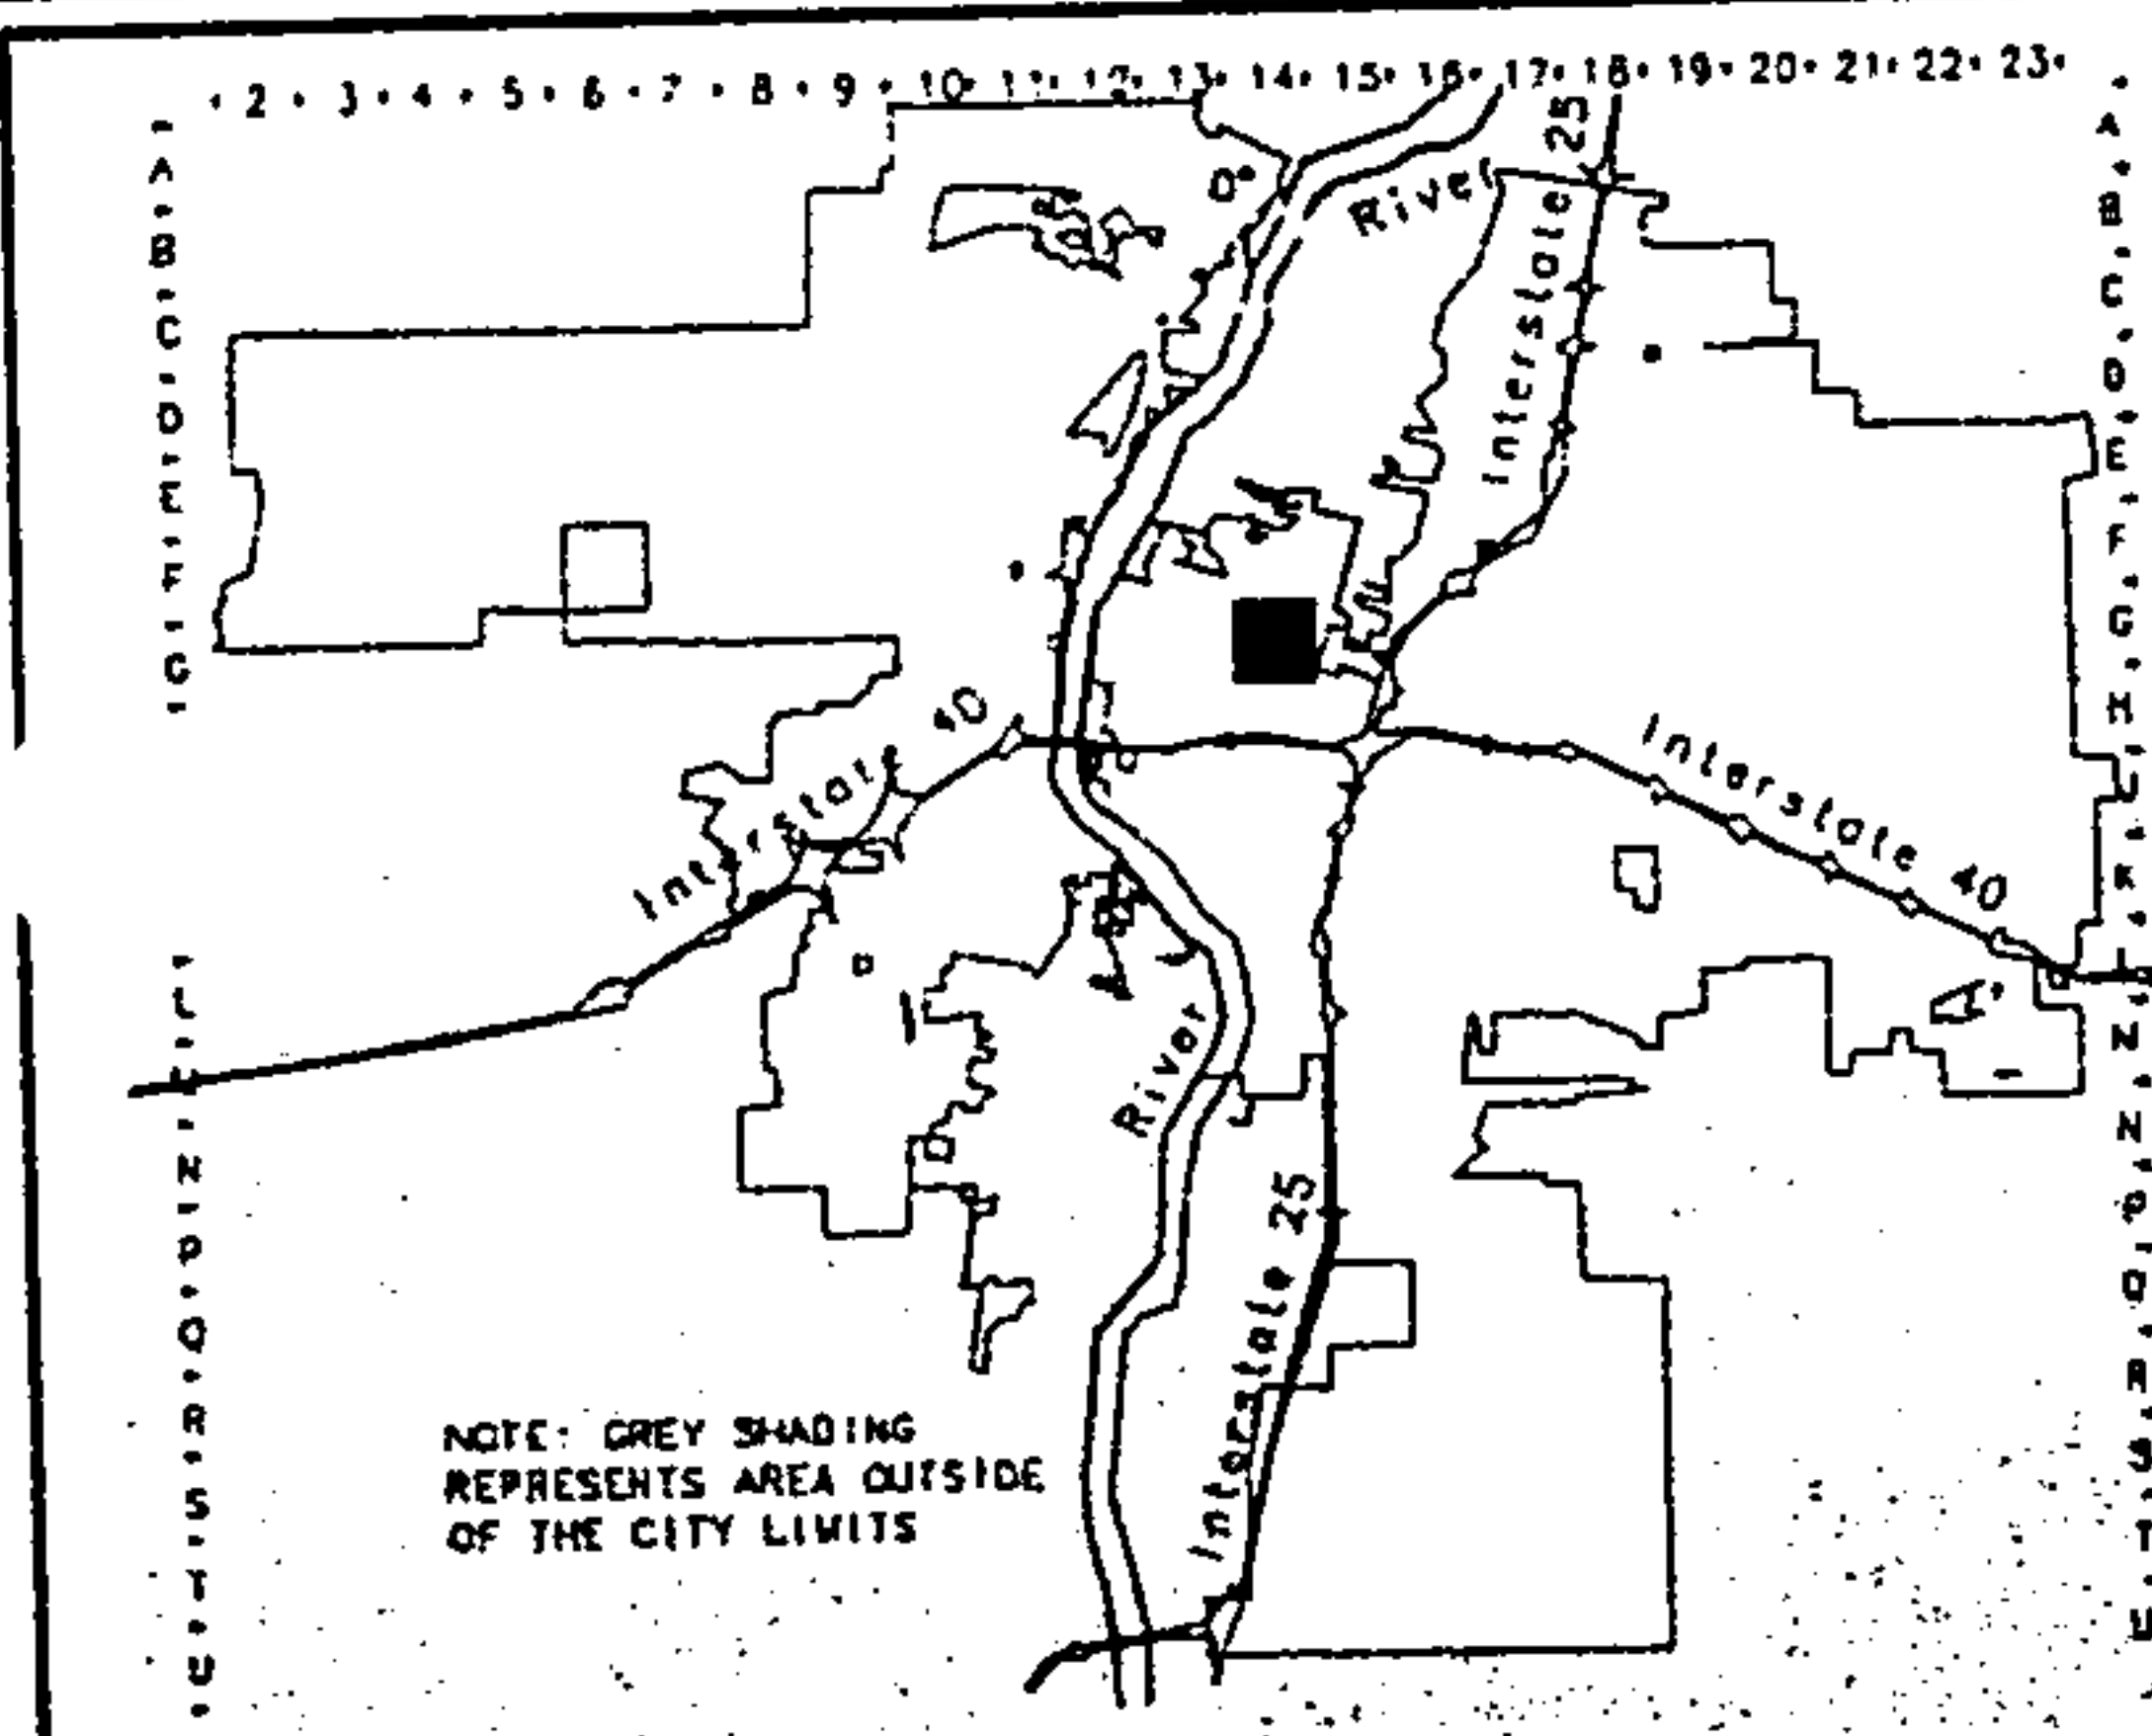 • 2 • 3 • 4 • 5 • 6 • 7 • 8 • 9 • 10 • 11 • 12 • 13 • 14 • 15 • 16 • 17 • 18 • 19 • 20 • 21 • 22 • 23 •
A
B
C
D
E
F
G
L
N
P
Q
R
S
T
U
A
B
C
D
E
F
G
H
J
K
L
M
N
P
Q
R
S
T
U
River
Interstate 25
Interstate 40
Interstate 40
River
Interstate 25
NOTE: GREY SHADING
REPRESENTS AREA OUTSIDE
OF THE CITY LIMITS